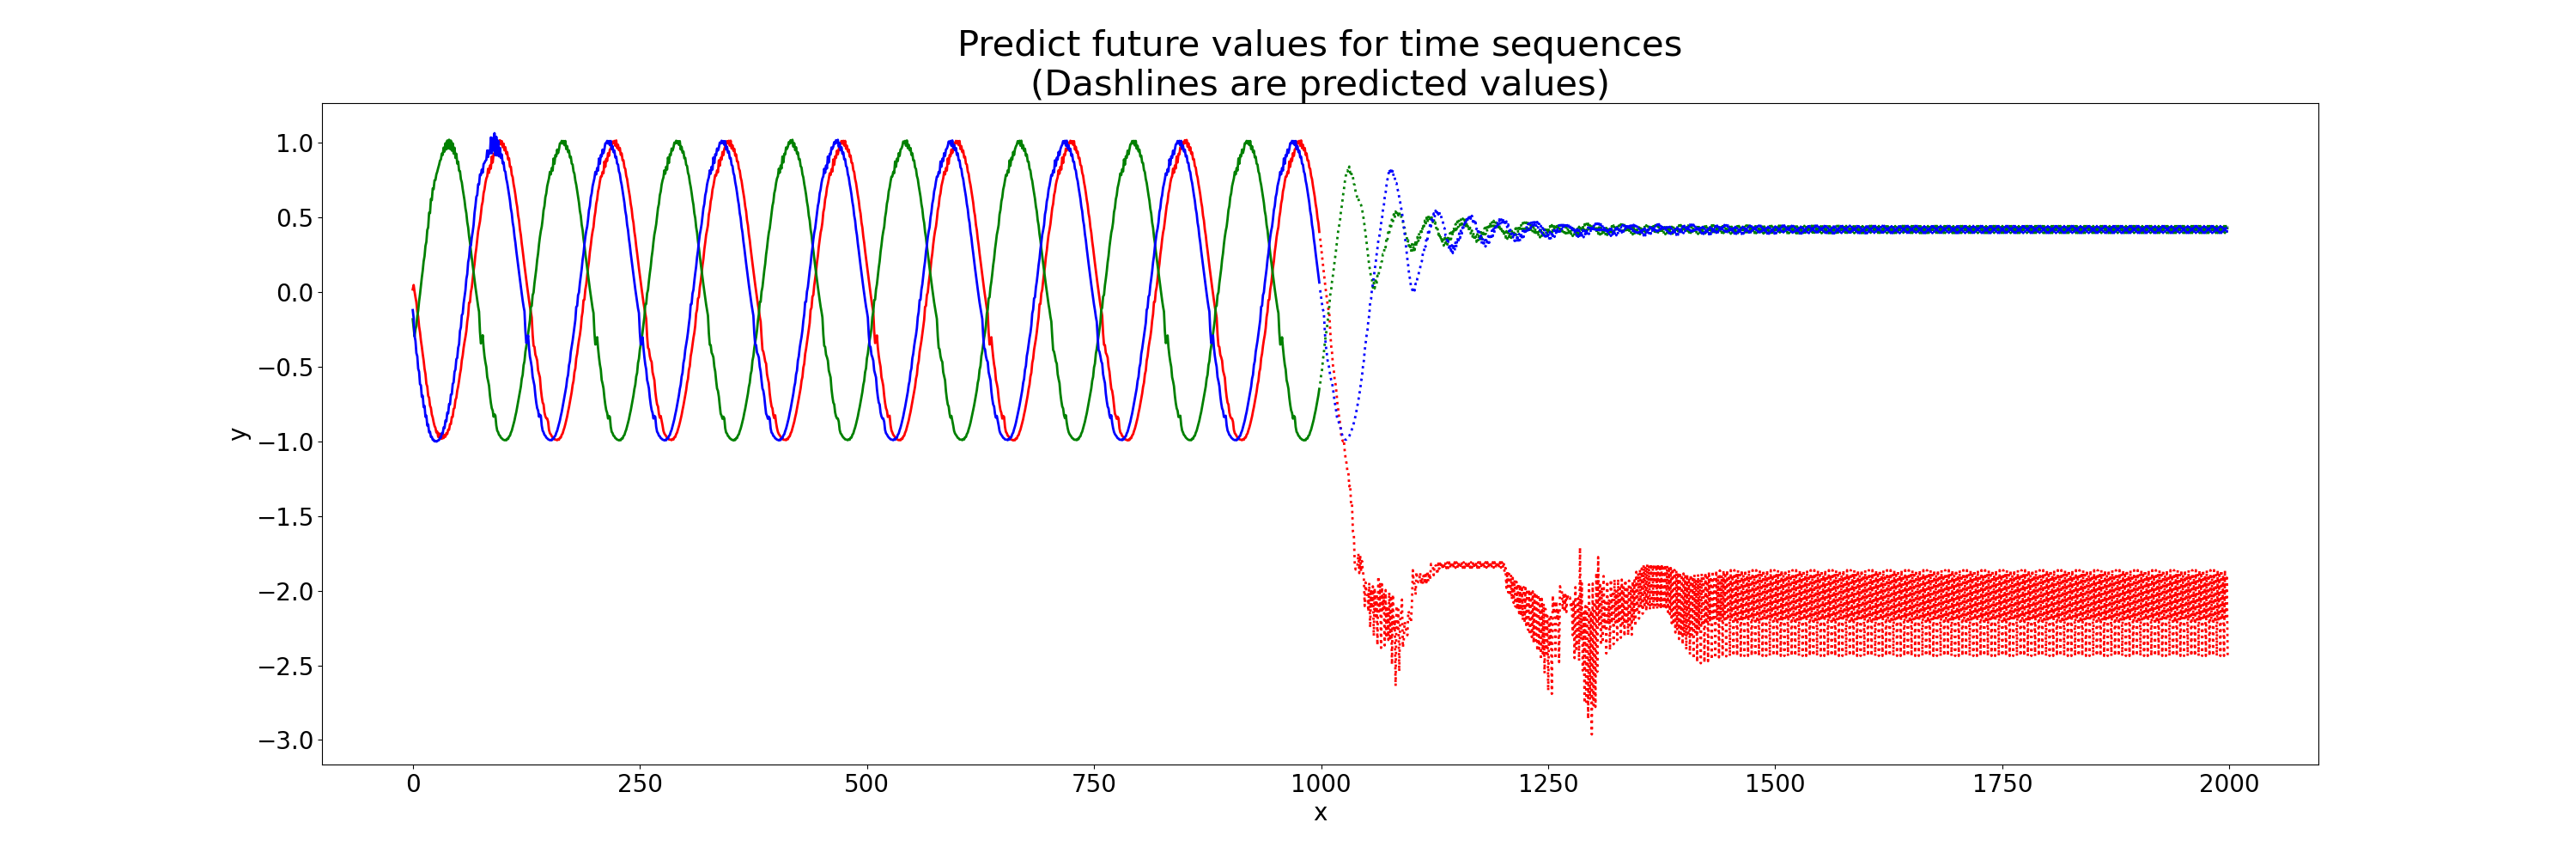 Predict future values for time sequences
(Dashlines are predicted values)
1.0
0.5
0.0
−0.5
−1.0
−1.5
−2.0
−2.5
−3.0
y
0 250 500 750 1000 1250 1500 1750 2000
x